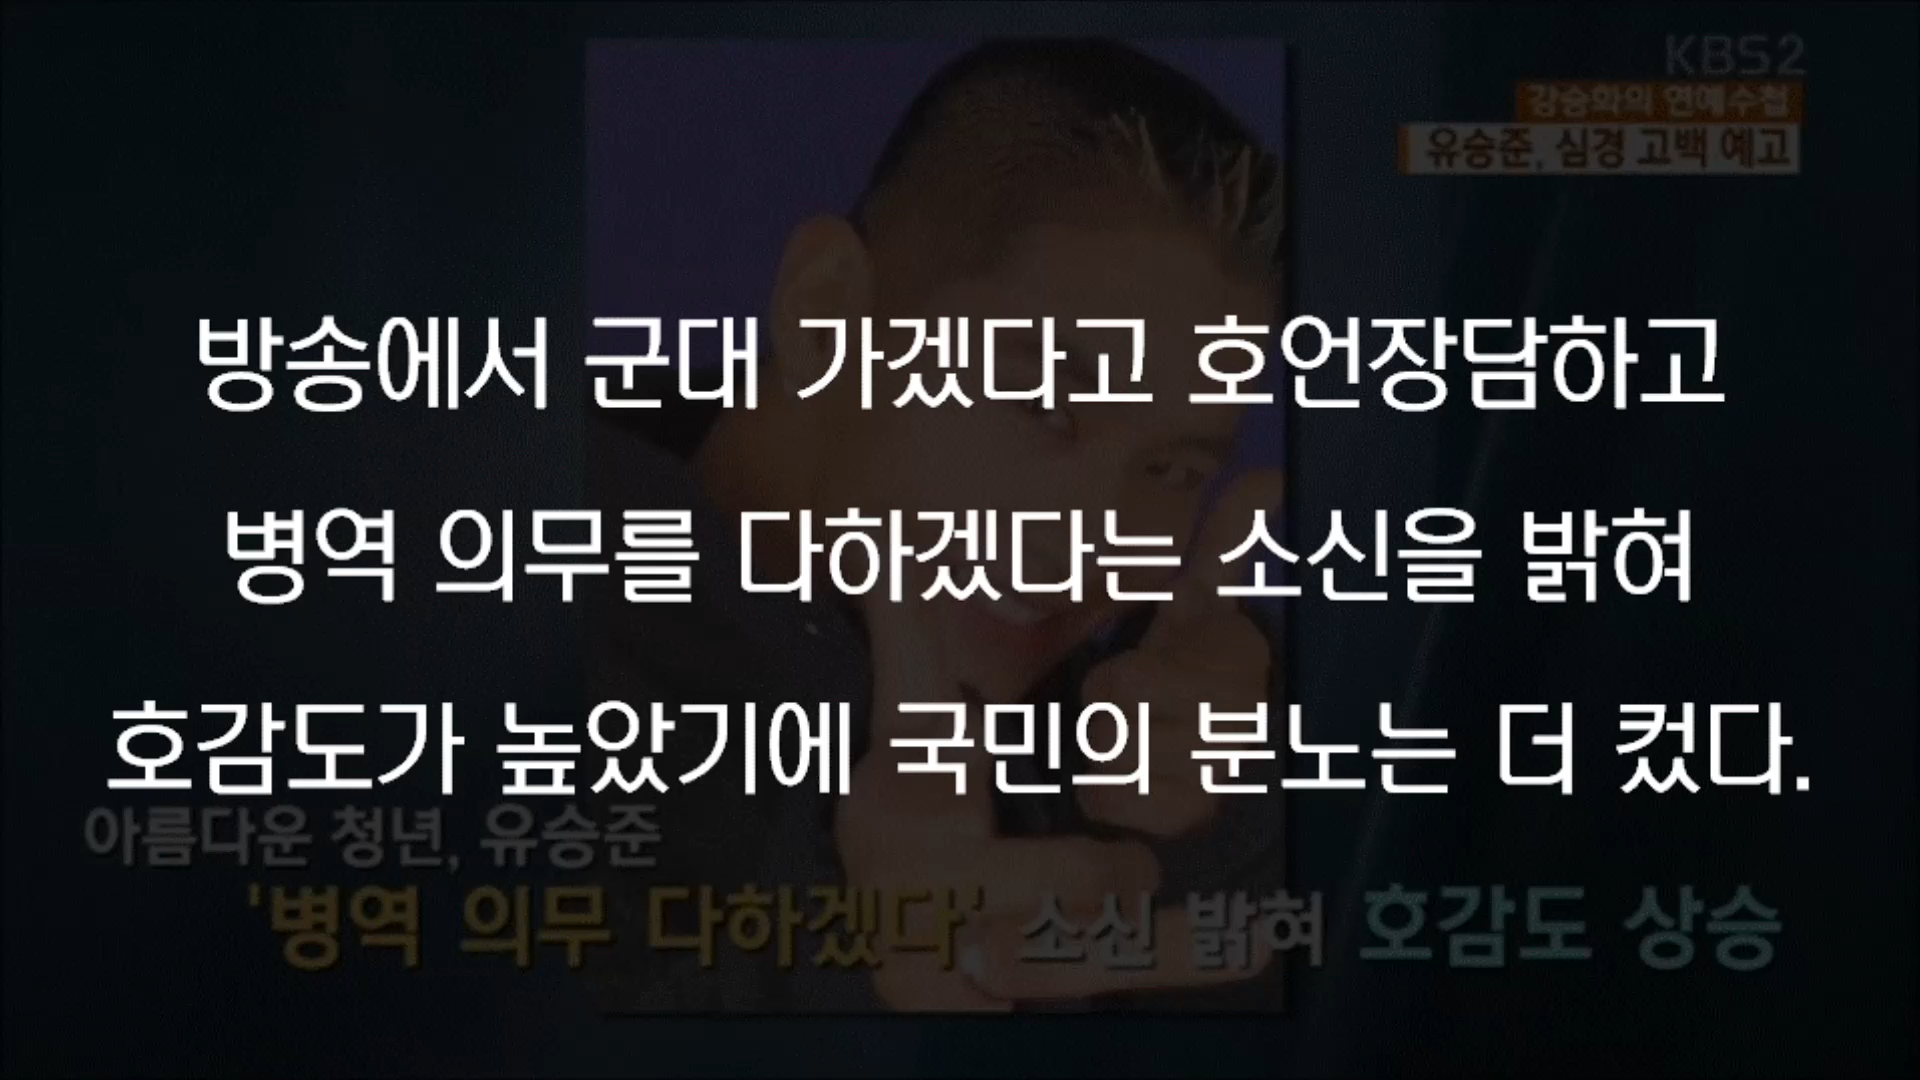 KBS2
강승화의 연예수첩
유승준, 심경 고백 예고
방송에서 군대 가겠다고 호언장담하고
병역 의무를 다하겠다는 소신을 밝혀
호감도가 높았기에 국민의 분노는 더 컸다.
아름다운 청년, 유승준
'병역 의무 다하겠다' 소신 밝혀 호감도 상승